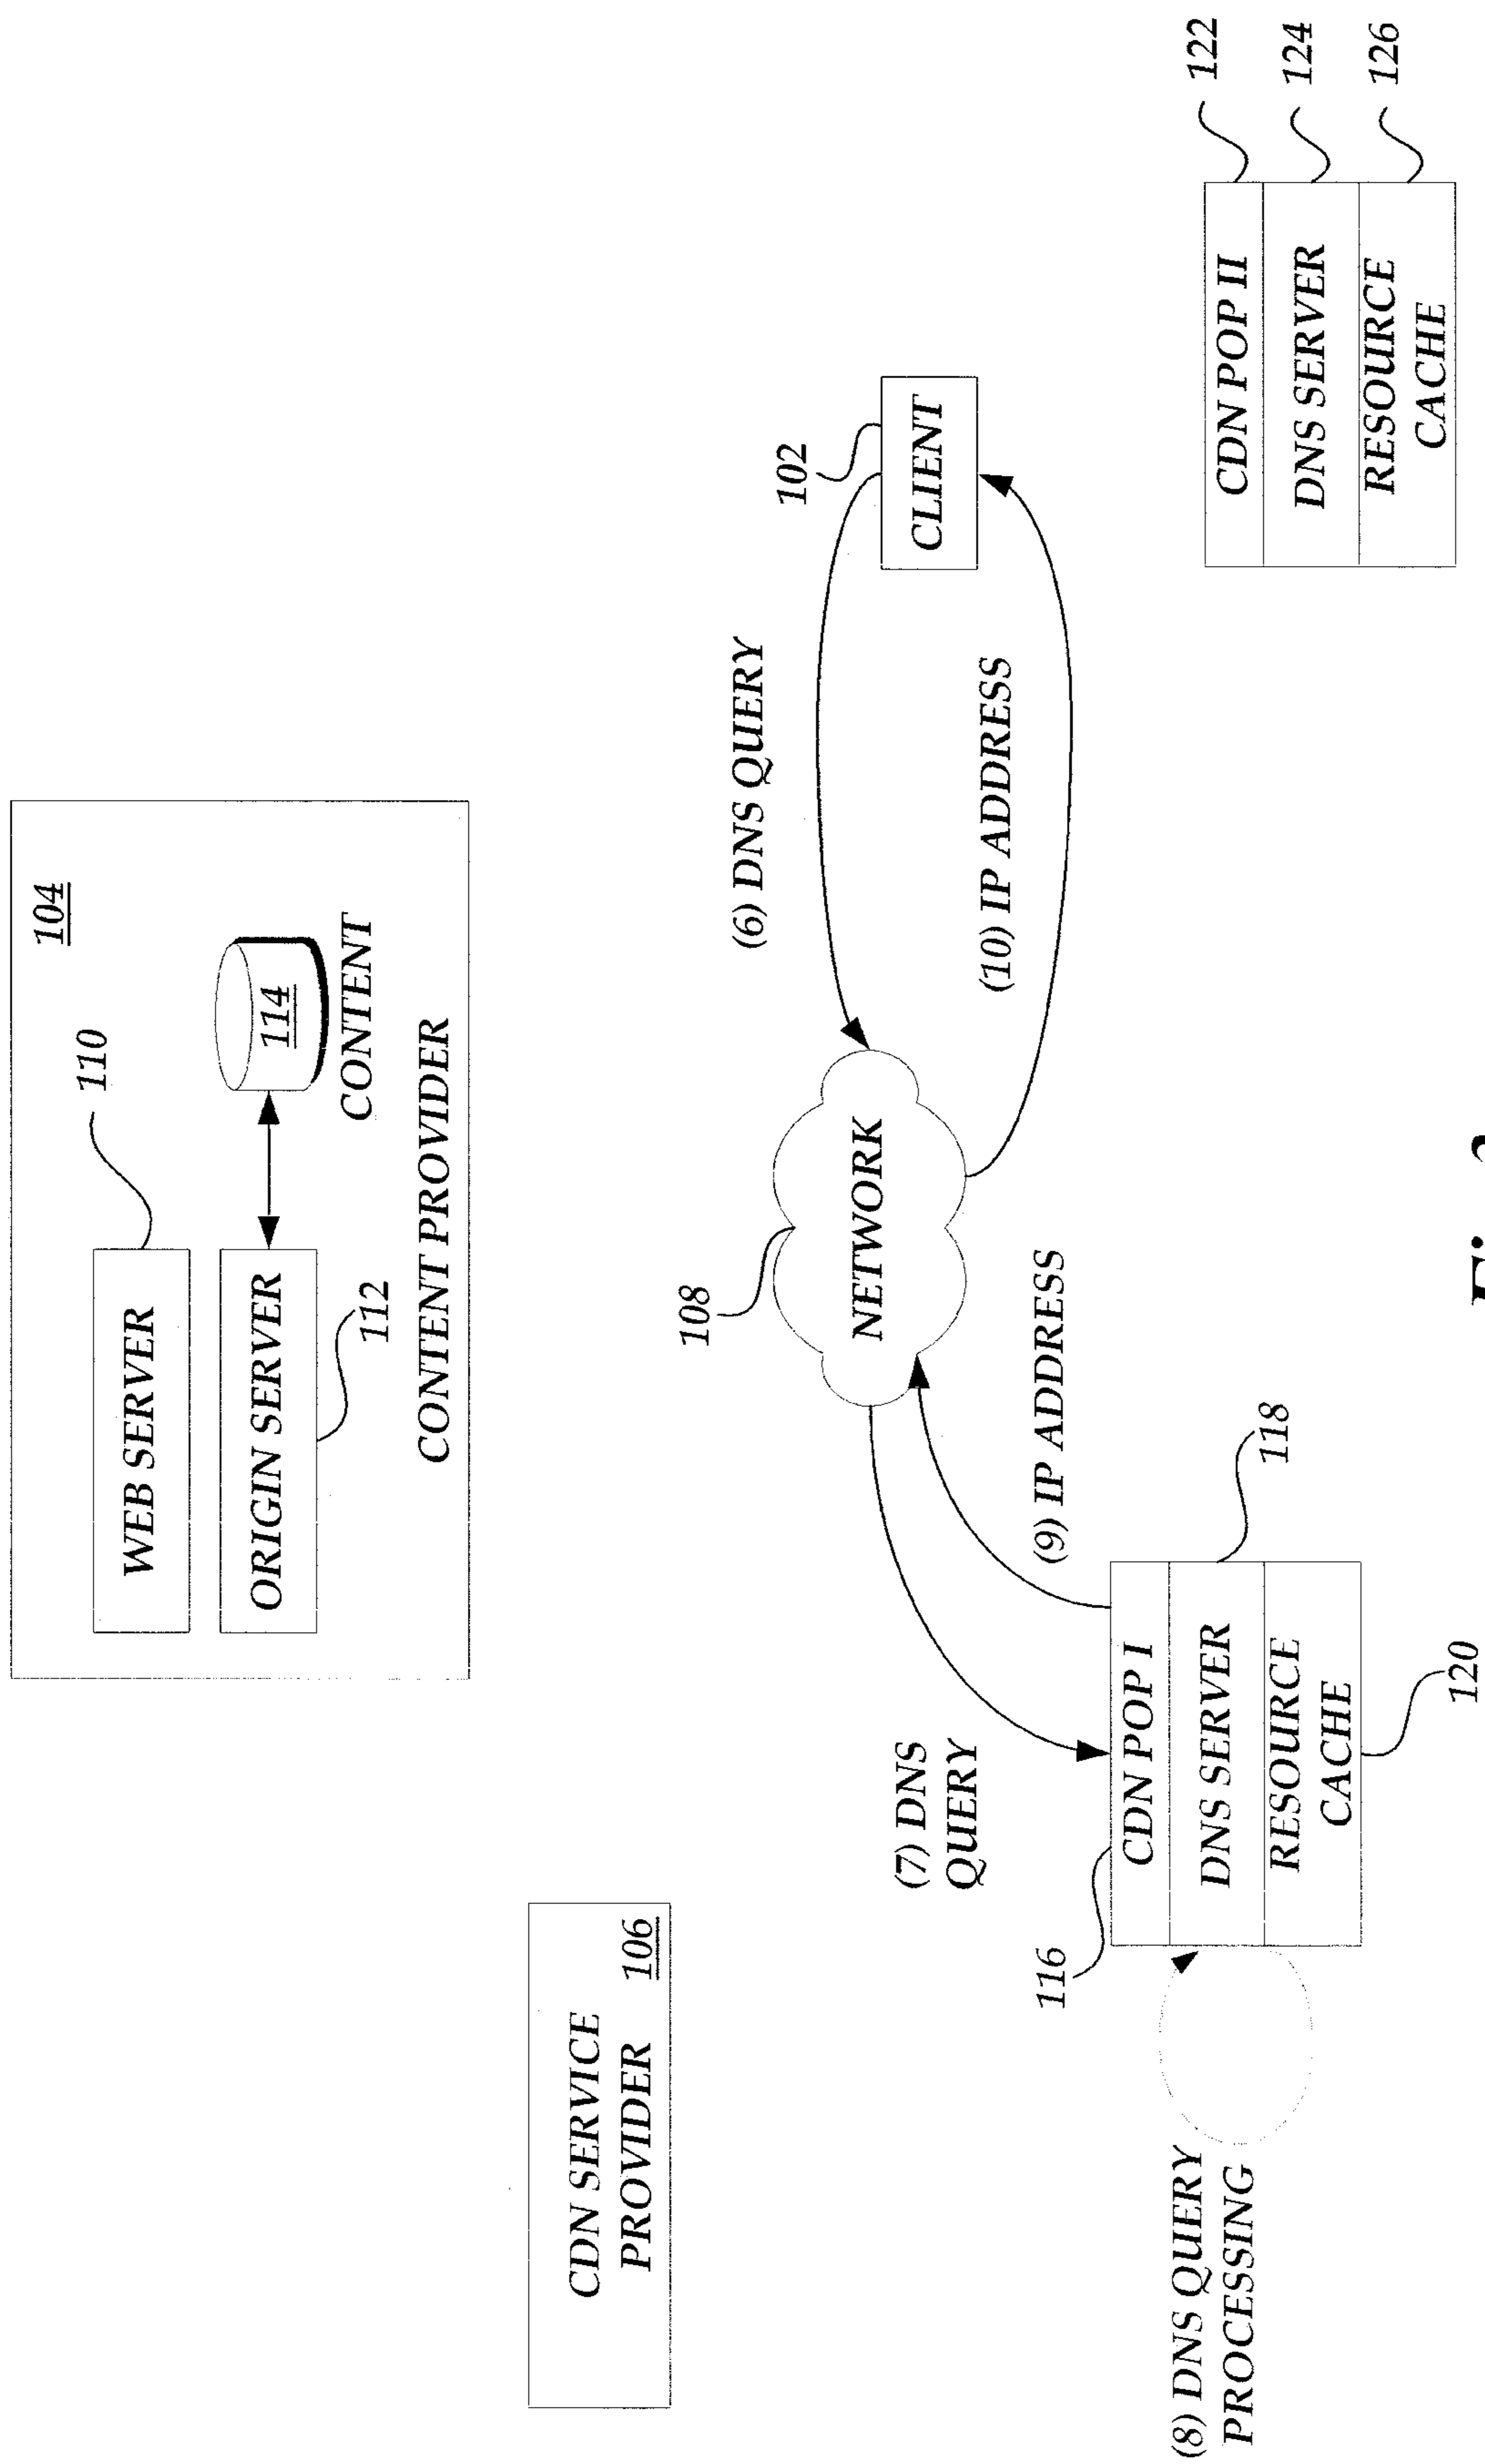 104
110
WEB SERVER
114
ORIGIN SERVER
CONTENT
112
CONTENT PROVIDER
CDN SERVICE
PROVIDER 106
108
(6) DNS QUERY
102
NETWORK
CLIENT
(7) DNS
QUERY
(10) IP ADDRESS
116
(9) IP ADDRESS
CDN POP I
DNS SERVER
RESOURCE
CACHE
118
120
(8) DNS QUERY
PROCESSING
CDN POP II
DNS SERVER
RESOURCE
CACHE
122
124
126